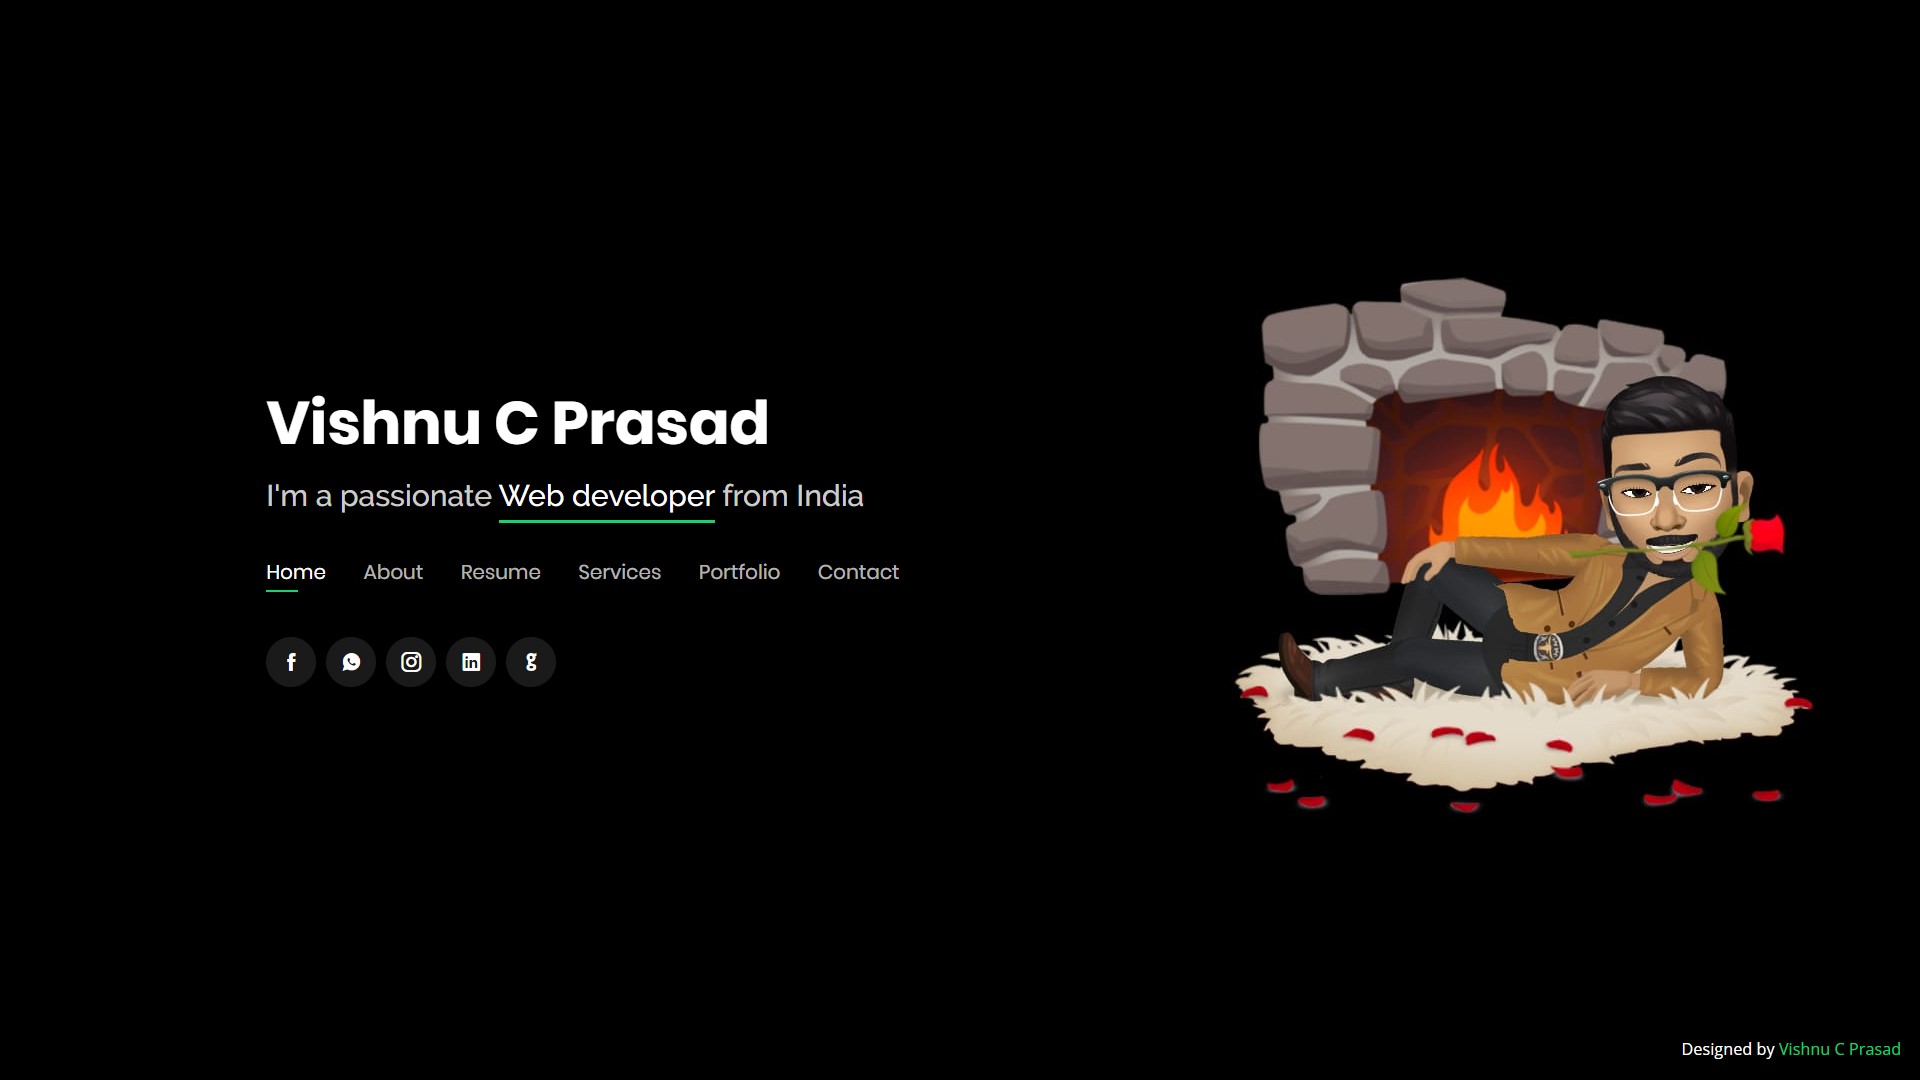 Vishnu C Prasad
I'm a passionate Web developer from India
Home About Resume Services Portfolio Contact
Designed by Vishnu C Prasad